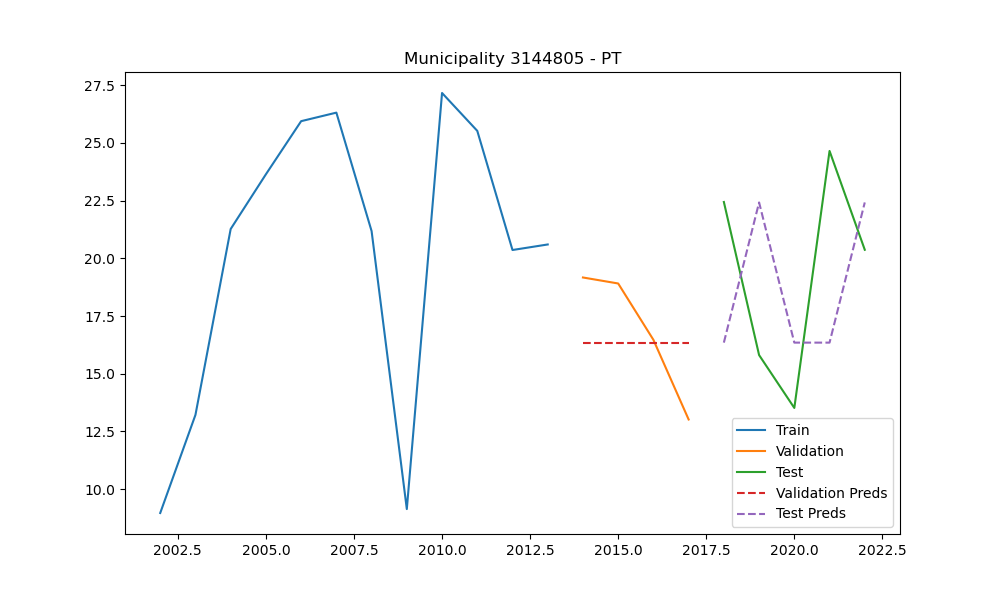 Municipality 3144805 - PT
27.5
25.0
22.5
20.0
17.5
15.0
12.5
10.0
2002.5 2005.0 2007.5 2010.0 2012.5 2015.0 2017.5 2020.0 2022.5
Train
Validation
Test
Validation Preds
Test Preds